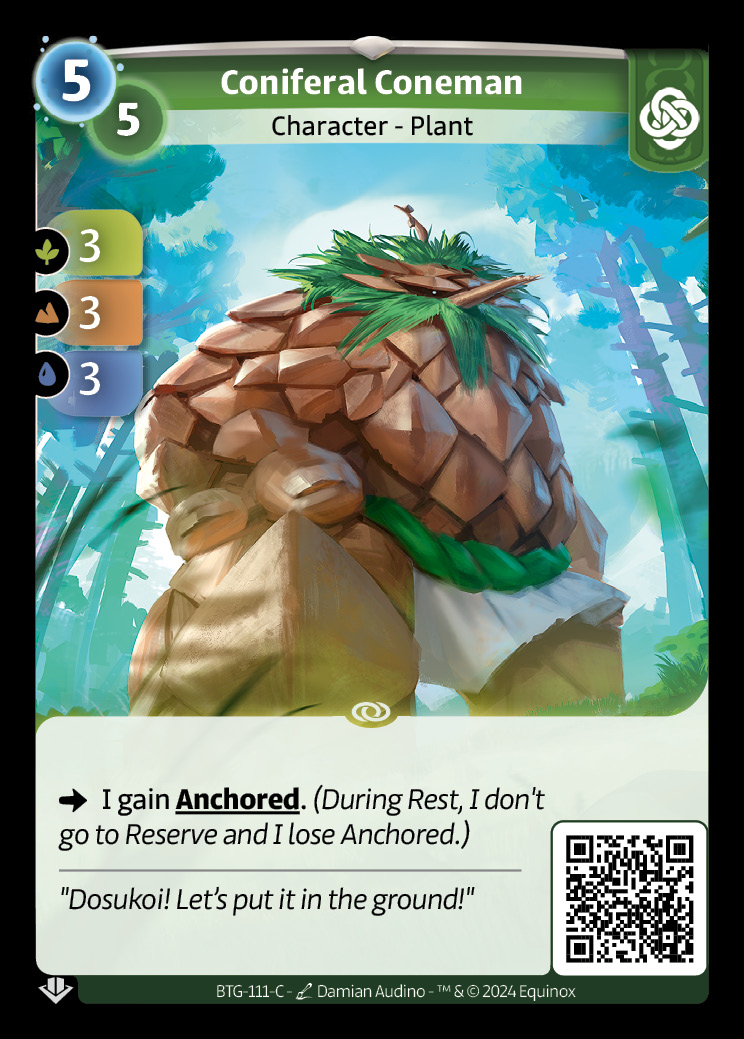 5
Coniferal Coneman
5
Character - Plant
3
3
3
I gain Anchored. (During Rest, I don't
go to Reserve and I lose Anchored.)
"Dosukoi! Let’s put it in the ground!"
BTG-111-C - Damian Audino - ™ & © 2024 Equinox